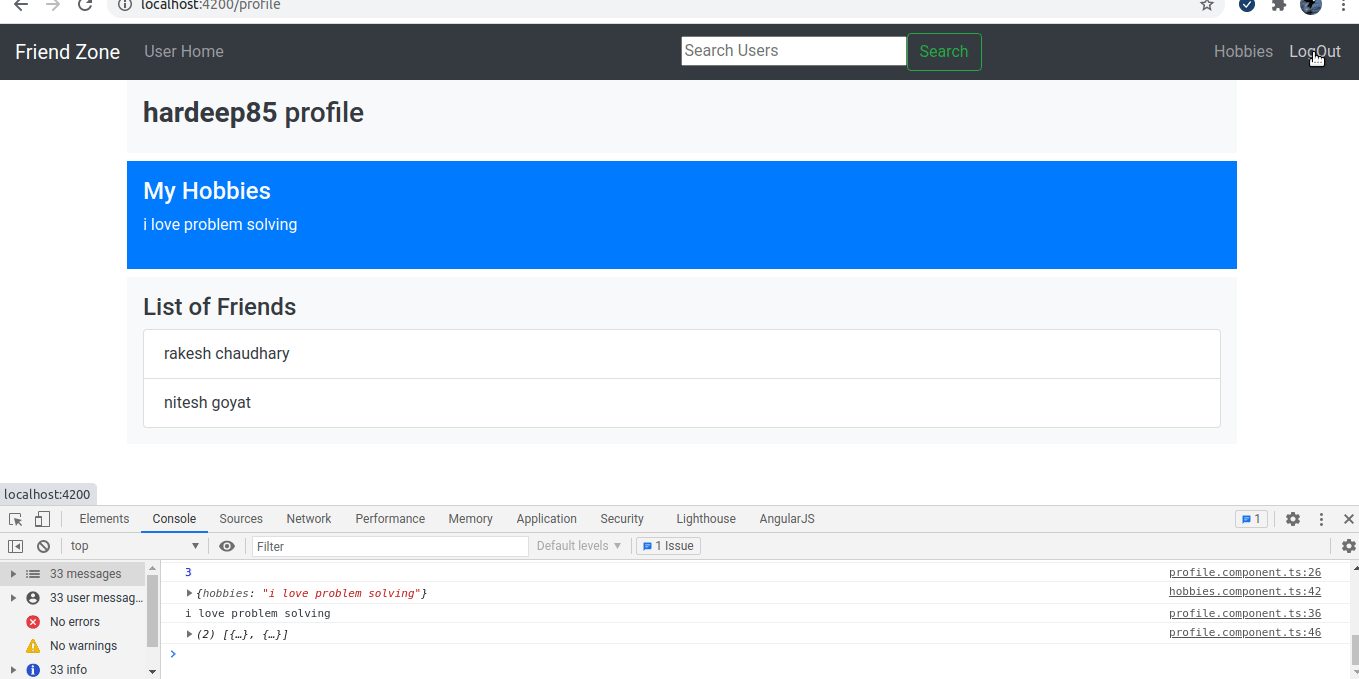 localhost:4200/profile
Friend Zone User Home Search Users Search Hobbies LogOut
hardeep85 profile
My Hobbies
i love problem solving
List of Friends
rakesh chaudhary
nitesh goyat
localhost:4200
Elements Console Sources Network Performance Memory Application Security Lighthouse AngularJS 1
top Filter Default levels 1 Issue
33 messages
33 user messag...
No errors
No warnings
33 info
3 profile.component.ts:26
{hobbies: "i love problem solving"} hobbies.component.ts:42
i love problem solving profile.component.ts:36
(2) [{…}, {…}] profile.component.ts:46